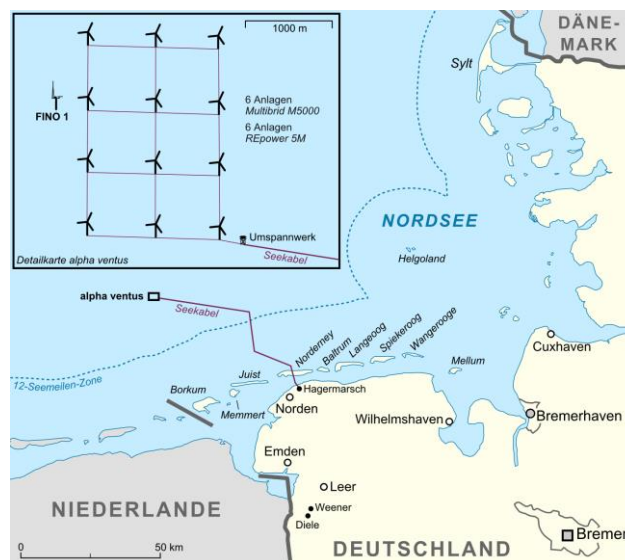 1000 m
FINO 1
6 Anlagen
Multibrid M5000
6 Anlagen
REpower 5M
Umspannwerk
Seekabel
Detailkarte alpha ventus
DÄNE-
MARK
Sylt
NORDSEE
Helgoland
alpha ventus
Seekabel
12-Seemeilen-Zone
Norderney
Baltrum
Langeoog
Spiekeroog
Wangerooge
Mellum
Cuxhaven
Juist
Borkum
Memmert
Hagermarsch
Norden
Wilhelmshaven
Bremerhaven
Emden
Leer
Weener
Diele
NIEDERLANDE
DEUTSCHLAND
Bremen
0
50 km